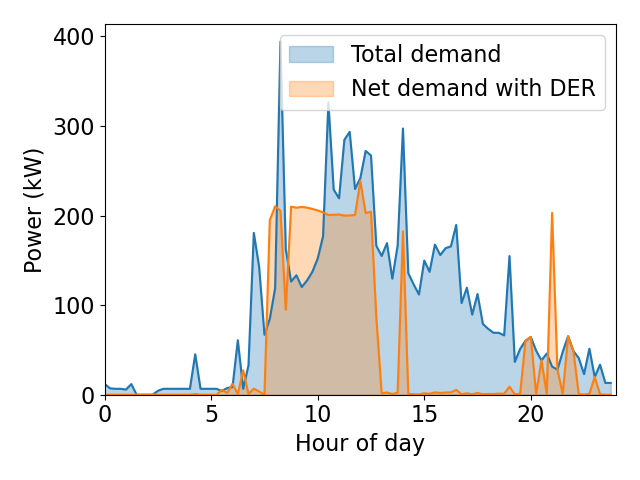 400
300
200
100
0
Power (kW)
Total demand
Net demand with DER
0 5 10 15 20
Hour of day